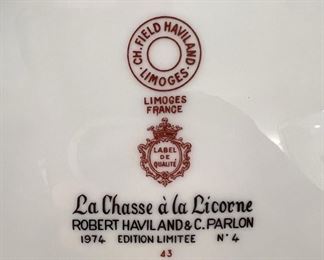 CH. FIELD HAVILAND
LIMOGES
LIMOGES
FRANCE
LABEL
DE
QUALITÉ
La Chasse à la Licorne
ROBERT HAVILAND & C. PARLON
1974 EDITION LIMITEE N° 4
43